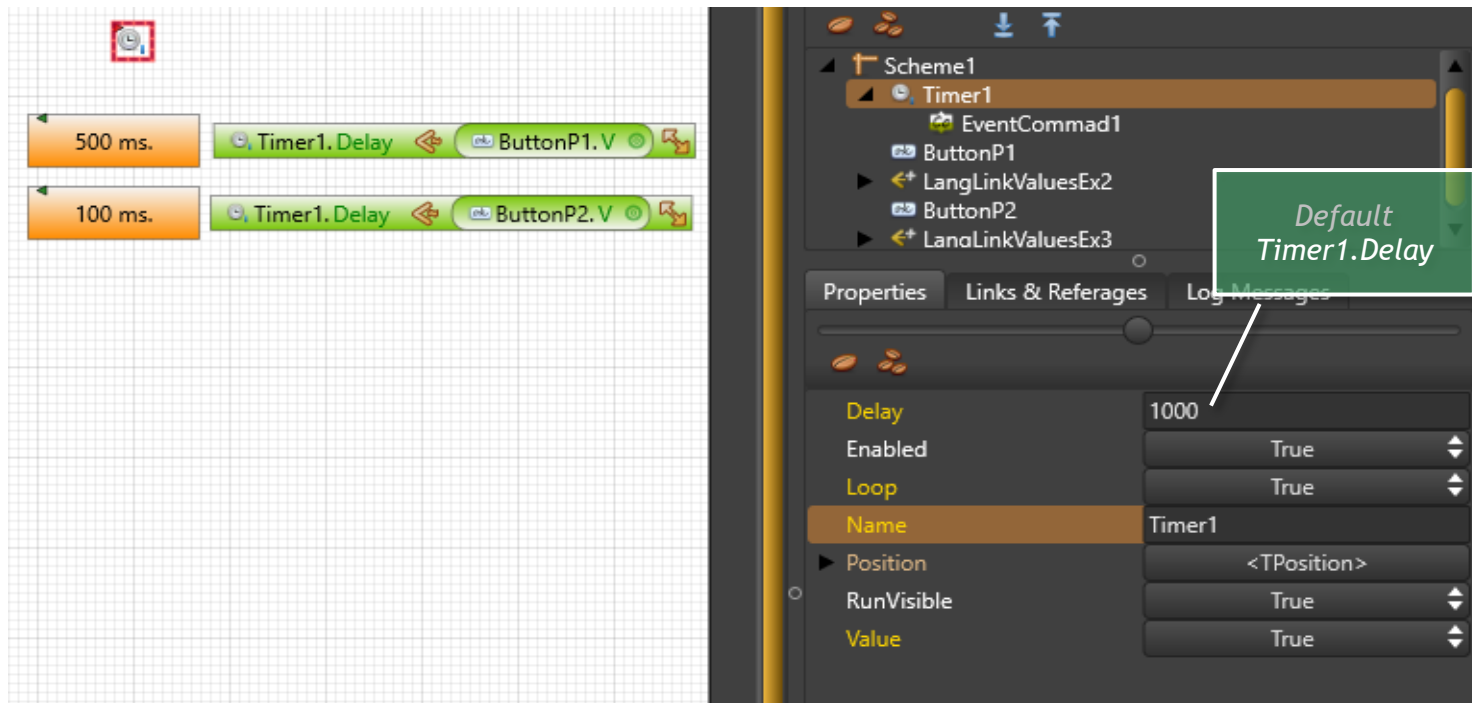 500 ms.
Timer1.Delay
ButtonP1.V
100 ms.
Timer1.Delay
ButtonP2.V
Scheme1
Timer1
EventCommad1
ButtonP1
LangLinkValuesEx2
ButtonP2
LangLinkValuesEx3
Default
Timer1.Delay
Properties
Links & Referages
Log Messages
Delay
1000
Enabled
True
Loop
True
Name
Timer1
Position
<TPosition>
RunVisible
True
Value
True